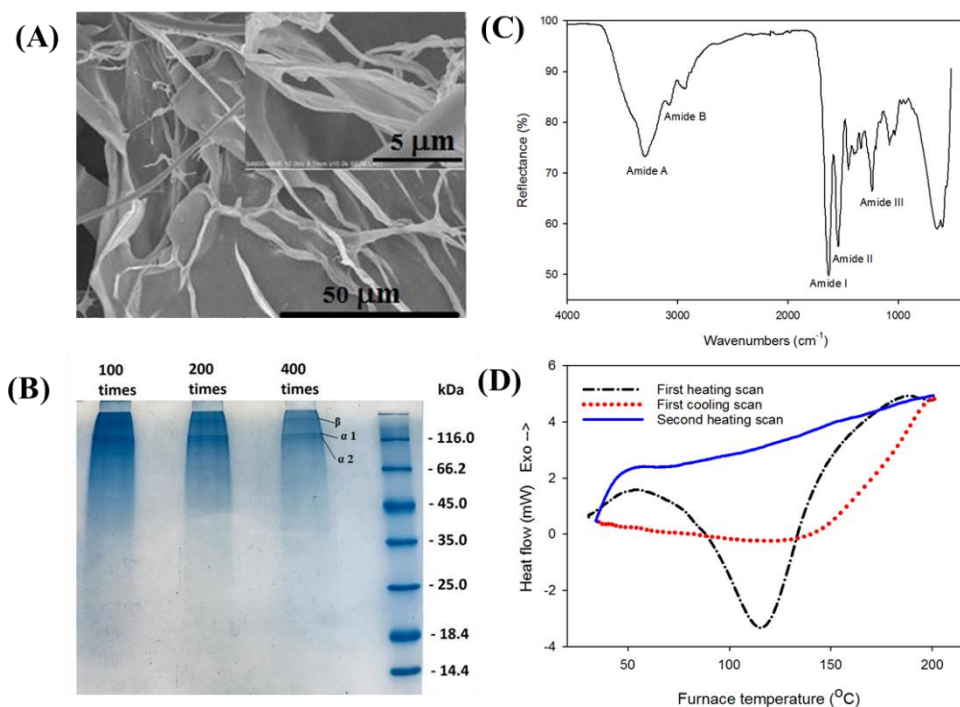 (A)
5 μm
50 μm
(B)
100 times
200 times
400 times
kDa
β
α 1
α 2
- 116.0
- 66.2
- 45.0
- 35.0
- 25.0
- 18.4
- 14.4
(C)
Reflectance (%)
100
90
80
70
60
50
Amide A
Amide B
Amide I
Amide II
Amide III
4000
3000
2000
1000
Wavenumbers (cm⁻¹)
(D)
Heat flow (mW) Exo -->
6
4
2
0
-2
-4
First heating scan
First cooling scan
Second heating scan
50
100
150
200
Furnace temperature (ᴼC)